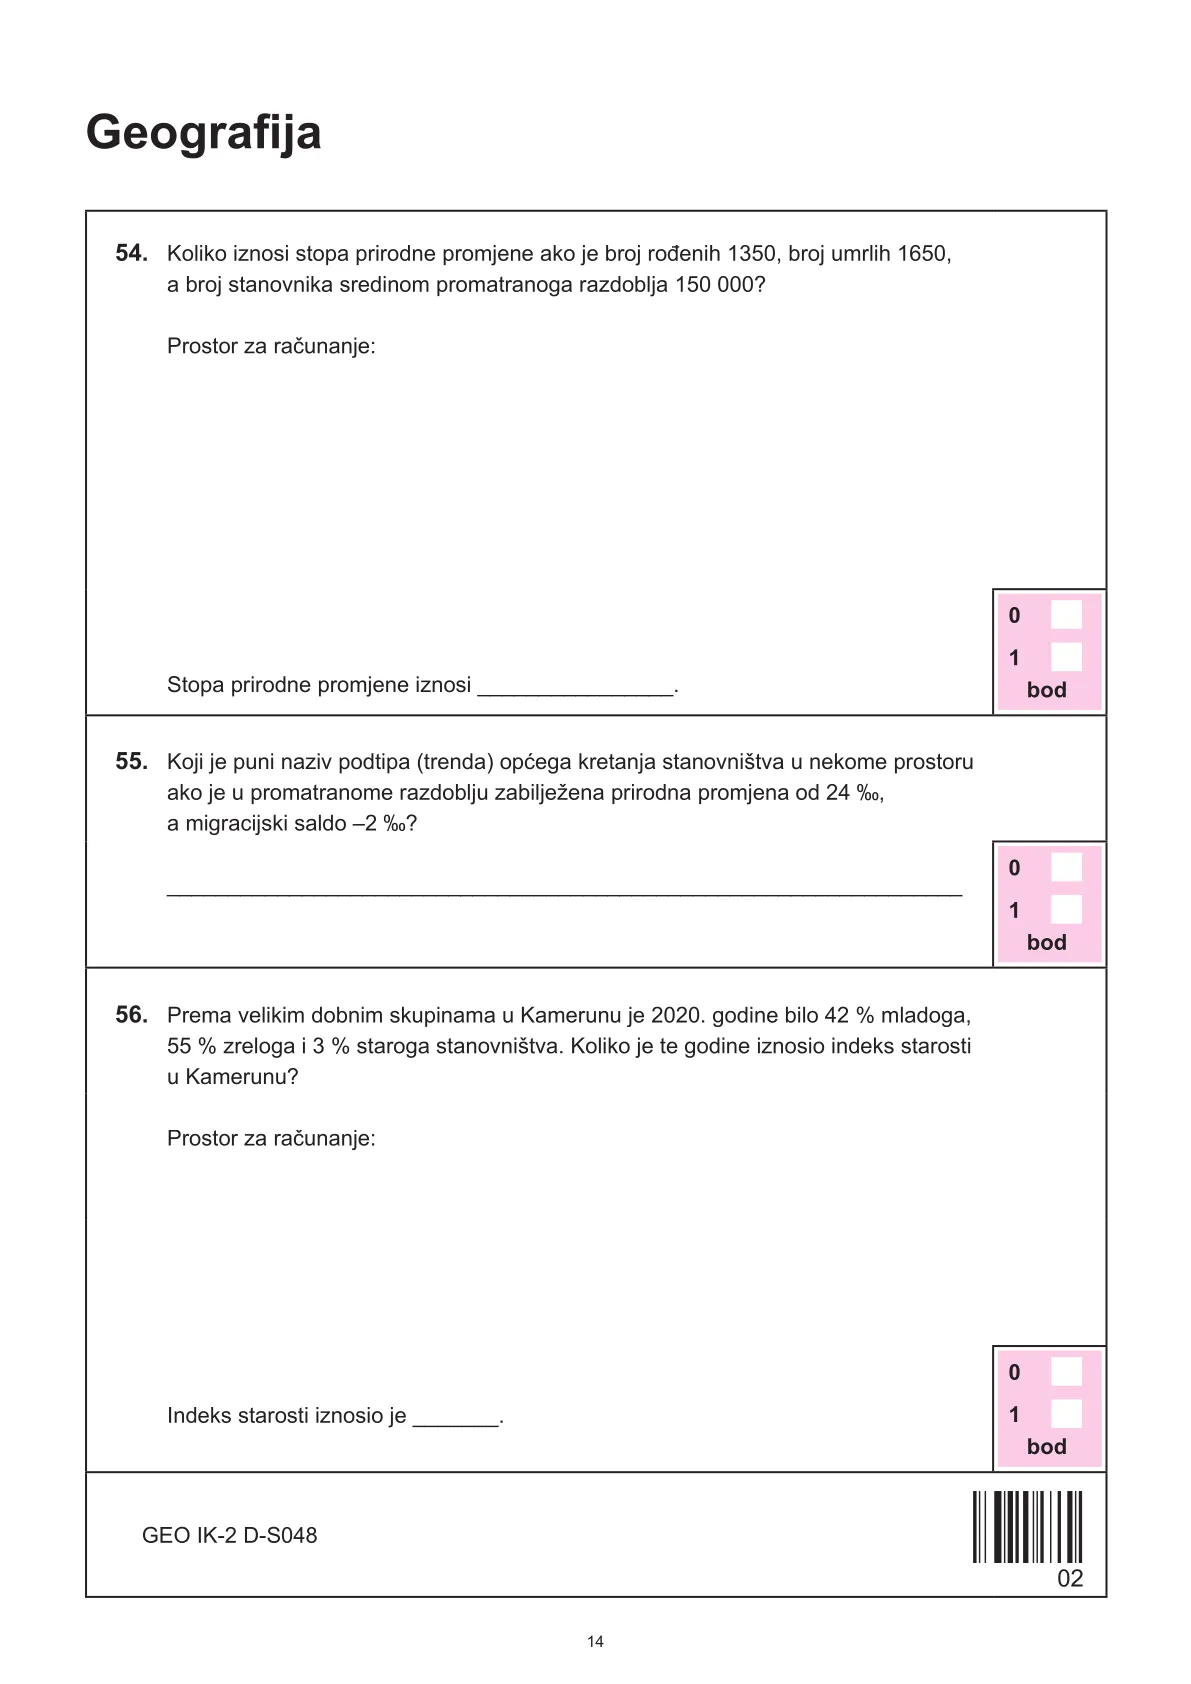 Geografija
54. Koliko iznosi stopa prirodne promjene ako je broj rođenih 1350, broj umrlih 1650,
a broj stanovnika sredinom promatranoga razdoblja 150 000?
Prostor za računanje:
0
1
bod
Stopa prirodne promjene iznosi ________________.
55. Koji je puni naziv podtipa (trenda) općega kretanja stanovništva u nekome prostoru
ako je u promatranome razdoblju zabilježena prirodna promjena od 24 ‰,
a migracijski saldo –2 ‰?
_________________________________________________________________
0
1
bod
56. Prema velikim dobnim skupinama u Kamerunu je 2020. godine bilo 42 % mladoga,
55 % zreloga i 3 % staroga stanovništva. Koliko je te godine iznosio indeks starosti
u Kamerunu?
Prostor za računanje:
0
1
bod
Indeks starosti iznosio je _______.
GEO IK-2 D-S048
02
14